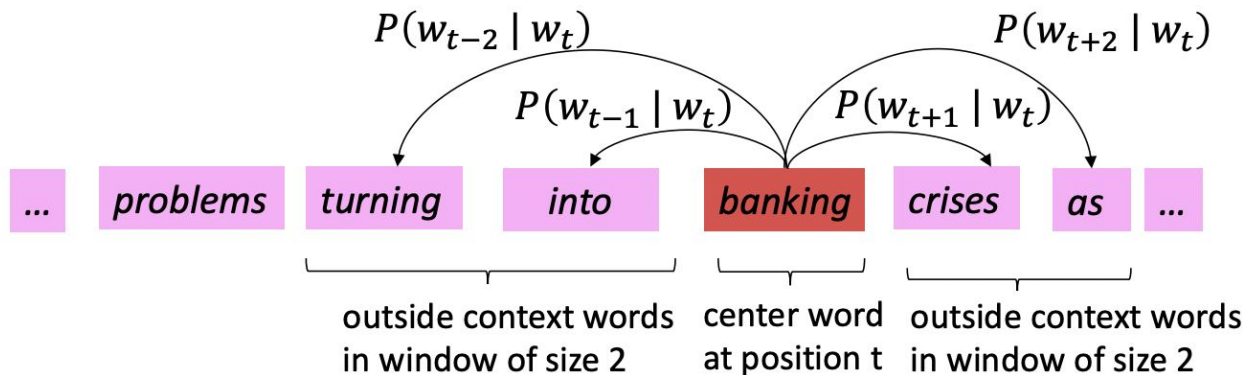 P(w_{t−2} | w_t) P(w_{t+2} | w_t)
P(w_{t−1} | w_t) P(w_{t+1} | w_t)
... problems turning into banking crises as ...
outside context words center word outside context words
in window of size 2 at position t in window of size 2